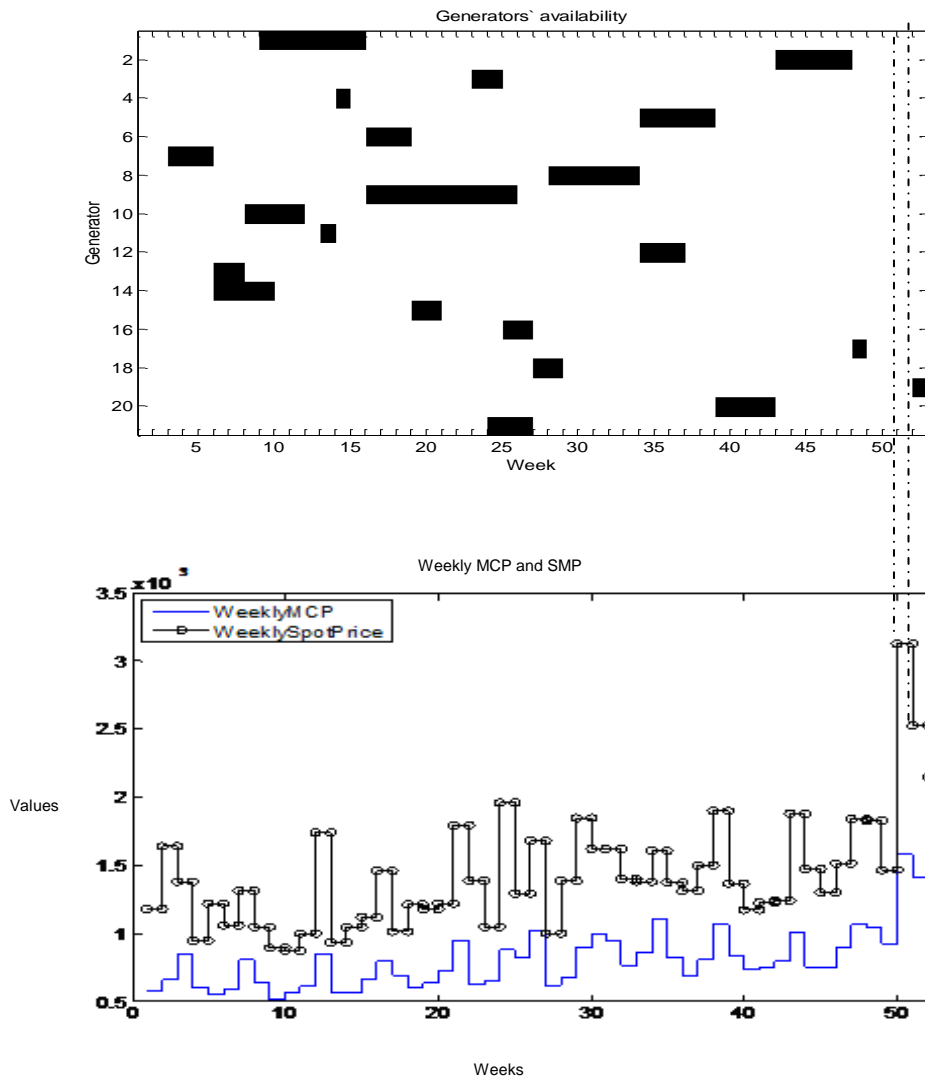 Generators` availability
2
4
6
8
10
12
14
16
18
20
Generator
5 10 15 20 25 30 35 40 45 50
Week
Weekly MCP and SMP
x10 3
3.5
3
2.5
2
1.5
1
0.5
WeeklyMCP
WeeklySpotPrice
Values
0 10 20 30 40 50
Weeks